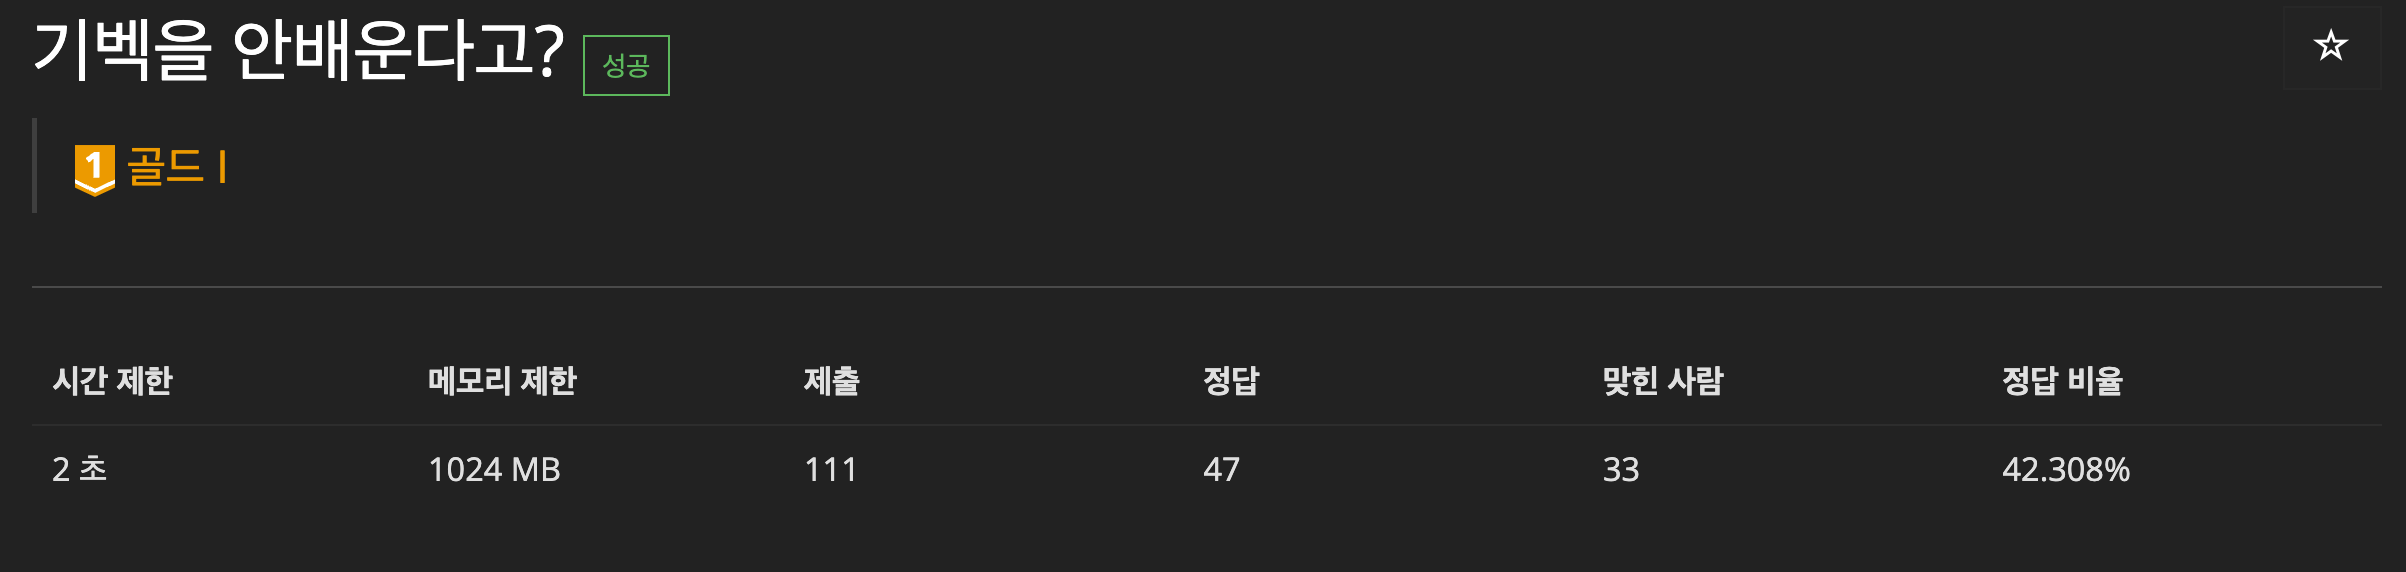 기벡을 안배운다고? 성공
1 골드 I
시간 제한 메모리 제한 제출 정답 맞힌 사람 정답 비율
2 초 1024 MB 111 47 33 42.308%